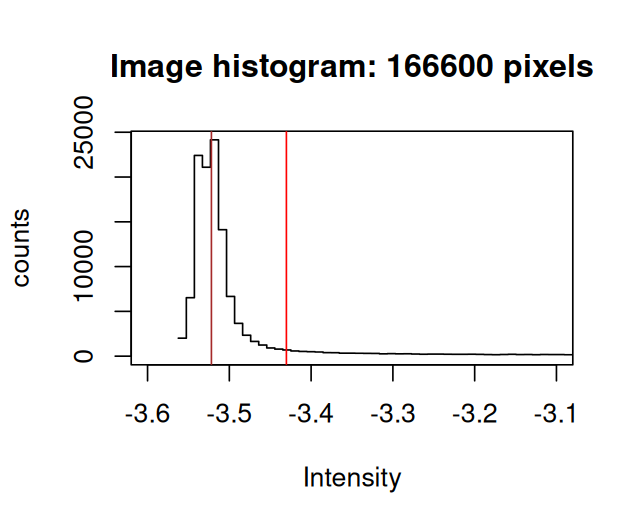 Image histogram: 166600 pixels
counts
25000
10000
0
-3.6 -3.5 -3.4 -3.3 -3.2 -3.1
Intensity